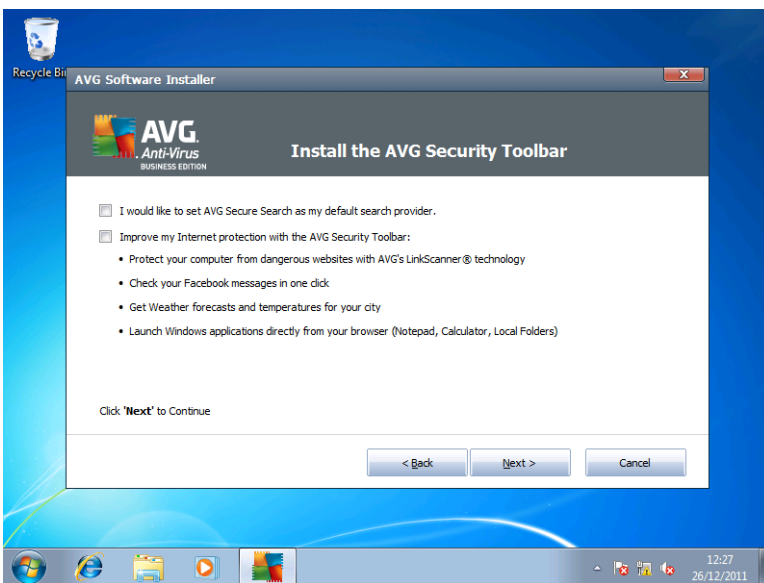 Recycle Bi
AVG Software Installer
X
AVG.
Anti-Virus
BUSINESS EDITION
Install the AVG Security Toolbar
I would like to set AVG Secure Search as my default search provider.
Improve my Internet protection with the AVG Security Toolbar:
• Protect your computer from dangerous websites with AVG's LinkScanner® technology
• Check your Facebook messages in one click
• Get Weather forecasts and temperatures for your city
• Launch Windows applications directly from your browser (Notepad, Calculator, Local Folders)
Click 'Next' to Continue
< Back
Next >
Cancel
12:27
26/12/2011